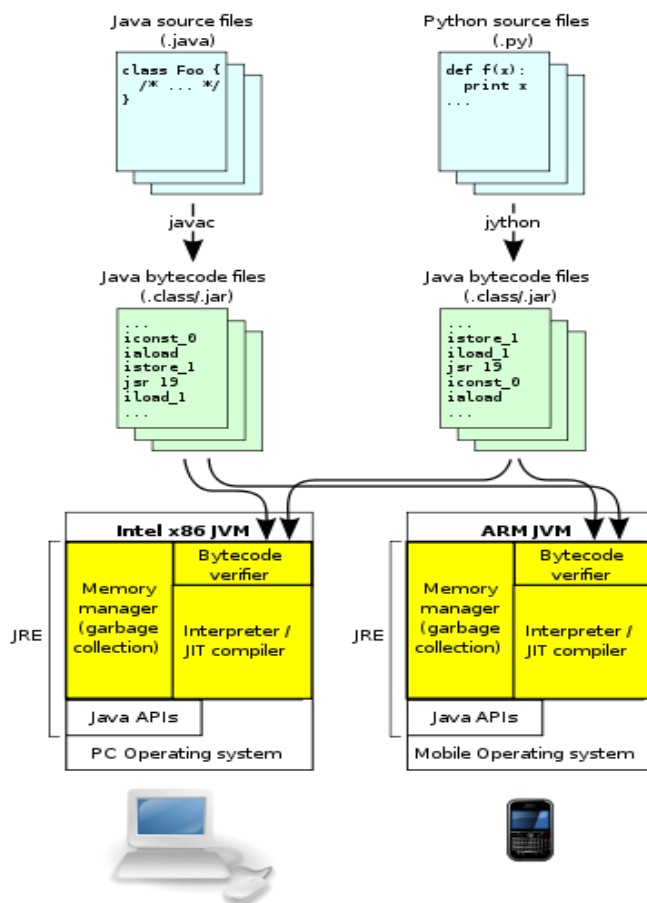 Java source files
(.java)
class Foo {
/* ... */
}
Python source files
(.py)
def f(x):
print x
...
javac
jython
Java bytecode files
(.class/.jar)
...
iconst_0
iaload
istore_1
jsr 19
iload_1
...
Java bytecode files
(.class/.jar)
...
istore_1
iload_1
jsr 19
iconst_0
iaload
...
JRE
Intel x86 JVM
Memory
manager
(garbage
collection)
Bytecode
verifier
Interpreter /
JIT compiler
Java APIs
PC Operating system
JRE
ARM JVM
Memory
manager
(garbage
collection)
Bytecode
verifier
Interpreter /
JIT compiler
Java APIs
Mobile Operating system